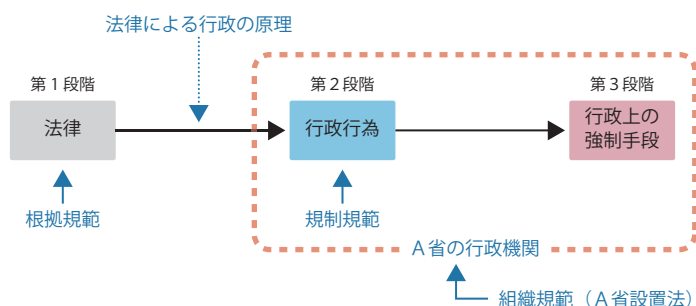 法律による行政の原理
第1段階
第2段階
第3段階
法律
行政行為
行政上の
強制手段
根拠規範
規制規範
A省の行政機関
組織規範（A省設置法）